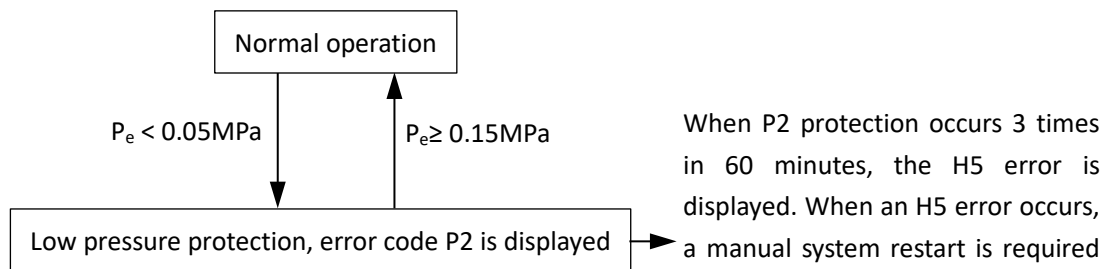 Normal operation
Pₑ < 0.05MPa
Pₑ≥ 0.15MPa
When P2 protection occurs 3 times
in 60 minutes, the H5 error is
displayed. When an H5 error occurs,
a manual system restart is required
Low pressure protection, error code P2 is displayed